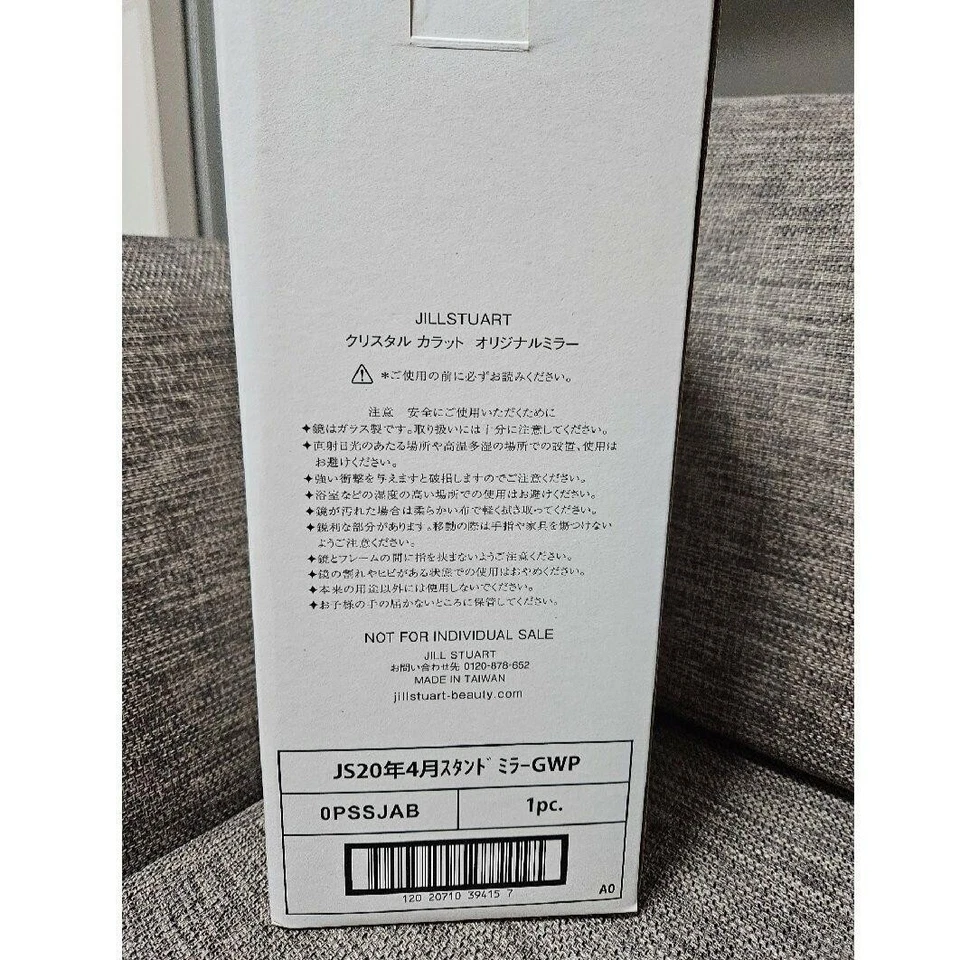 JILLSTUART
クリスタル カラット オリジナルミラー
⚠ *ご使用の前に必ずお読みください。
注意 安全にご使用いただくために
✦鏡はガラス製です。取り扱いには十分に注意してください。
✦直射日光のあたる場所や高温多湿の場所での設置、使用は
お避けください。
✦強い衝撃を与えますと破損しますのでご注意ください。
✦浴室などの湿度の高い場所での使用はお避けください。
✦鏡が汚れた場合は柔らかい布で軽く拭き取ってください。
✦鋭利な部分があります。移動の際は手指や家具を傷つけない
ようご注意ください。
✦鏡とフレームの間に指を挟まないようご注意ください。
✦鏡の割れやヒビがある状態での使用はおやめください。
✦本来の用途以外には使用しないでください。
✦お子様の手の届かないところに保管してください。
NOT FOR INDIVIDUAL SALE
JILL STUART
お問い合わせ先 0120-878-652
MADE IN TAIWAN
jillstuart-beauty.com
JS20年4月ｽﾀﾝﾄﾞﾐﾗｰGWP
0PSSJAB 1pc.
120 20710 39415 7
A0